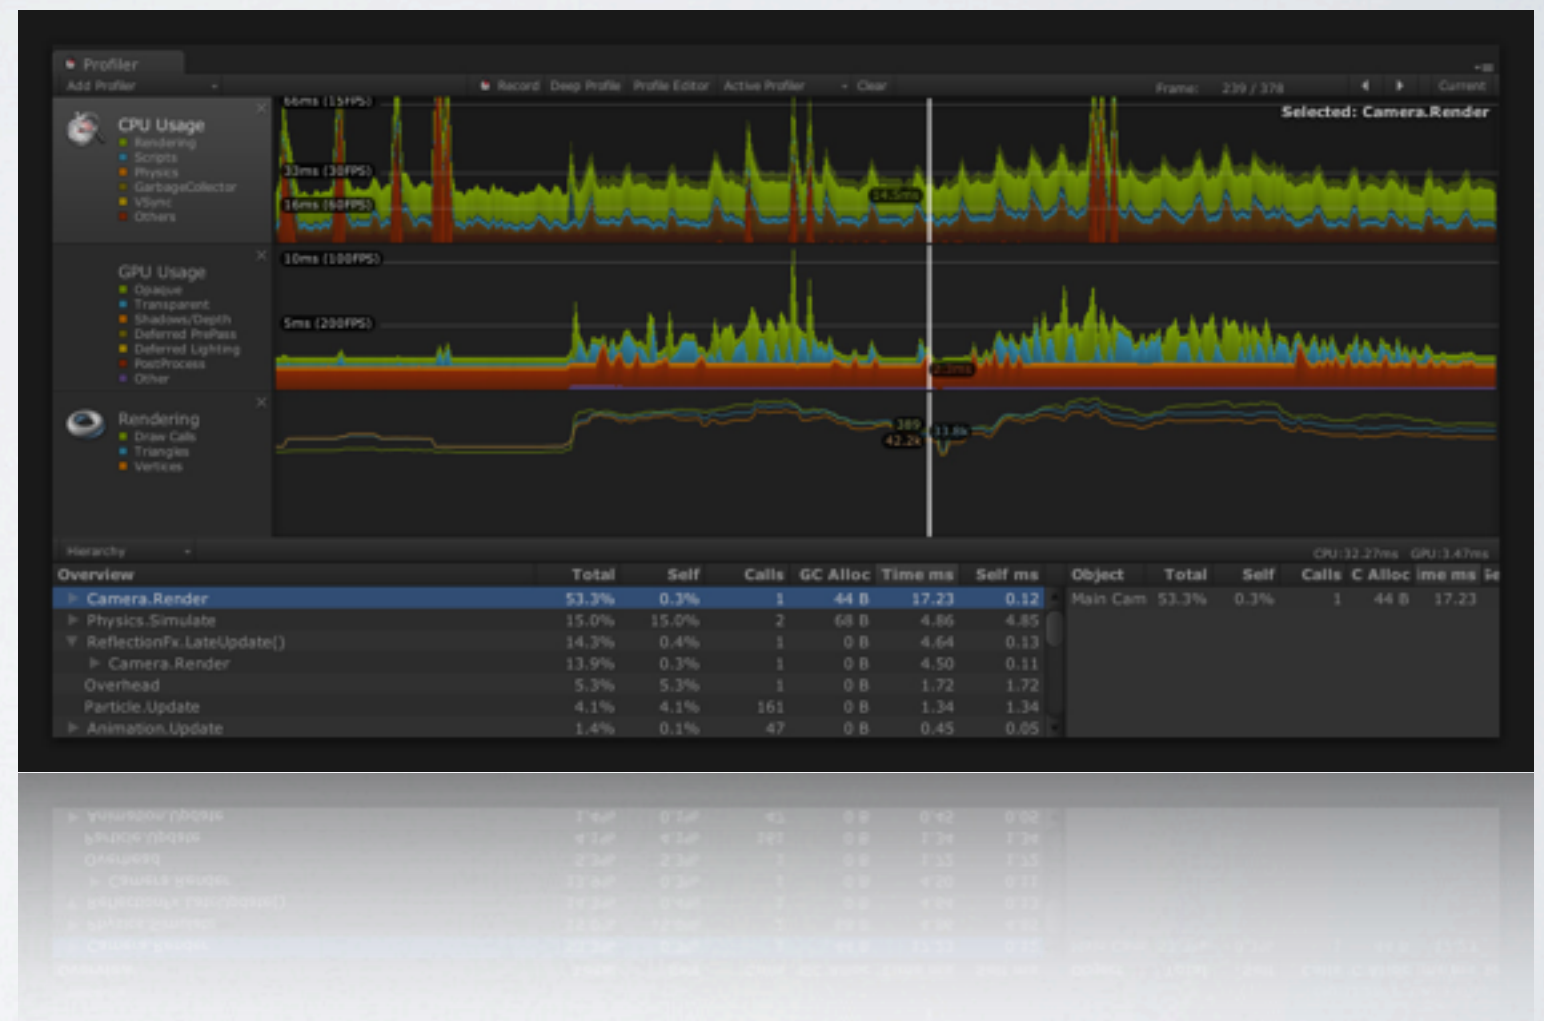 Profiler
Add Profiler Record Deep Profile Profile Editor Active Profiler Clear Frame: 239 / 378 Current
CPU Usage
Rendering
Scripts
Physics
GarbageCollector
VSync
Others
66ms (15FPS)
33ms (30FPS)
16ms (60FPS)
14.5ms
Selected: Camera.Render
GPU Usage
Opaque
Transparent
Shadows/Depth
Deferred PrePass
Deferred Lighting
PostProcess
Other
10ms (100FPS)
5ms (200FPS)
2.2ms
Rendering
Draw Calls
Triangles
Vertices
389
33.8k
42.2k
Hierarchy CPU:32.27ms GPU:3.47ms
Overview Total Self Calls GC Alloc Time ms Self ms Object Total Self Calls C Alloc ime ms Se
Camera.Render 53.3% 0.3% 1 44 B 17.23 0.12 Main Cam 53.3% 0.3% 1 44 B 17.23
Physics.Simulate 15.0% 15.0% 2 68 B 4.86 4.85
ReflectionFx.LateUpdate() 14.3% 0.4% 1 0 B 4.64 0.13
Camera.Render 13.9% 0.3% 1 0 B 4.50 0.11
Overhead 5.3% 5.3% 1 0 B 1.72 1.72
Particle.Update 4.1% 4.1% 161 0 B 1.34 1.34
Animation.Update 1.4% 0.1% 47 0 B 0.45 0.05